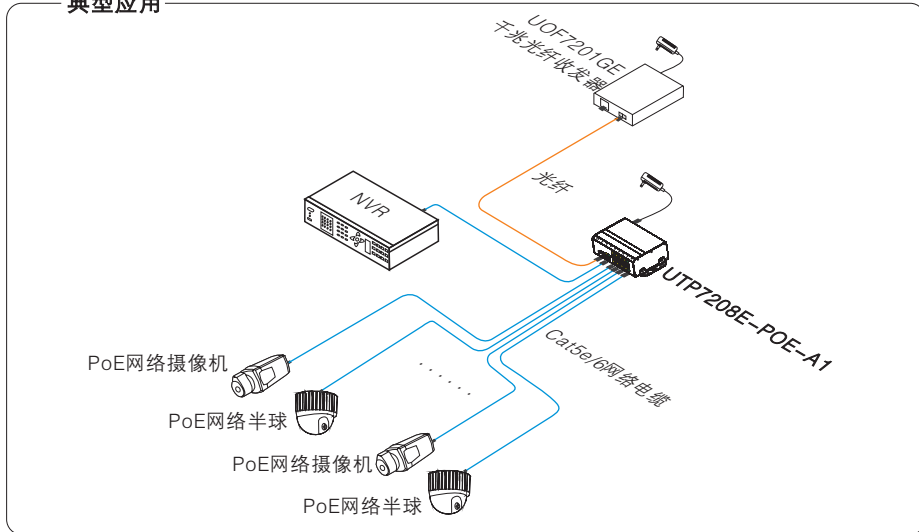 典型应用
UOF7201GE
千兆光纤收发器
光纤
NVR
UTP7208E-POE-A1
Cat5e/6网络电缆
PoE网络摄像机
......
PoE网络半球
PoE网络摄像机
PoE网络半球